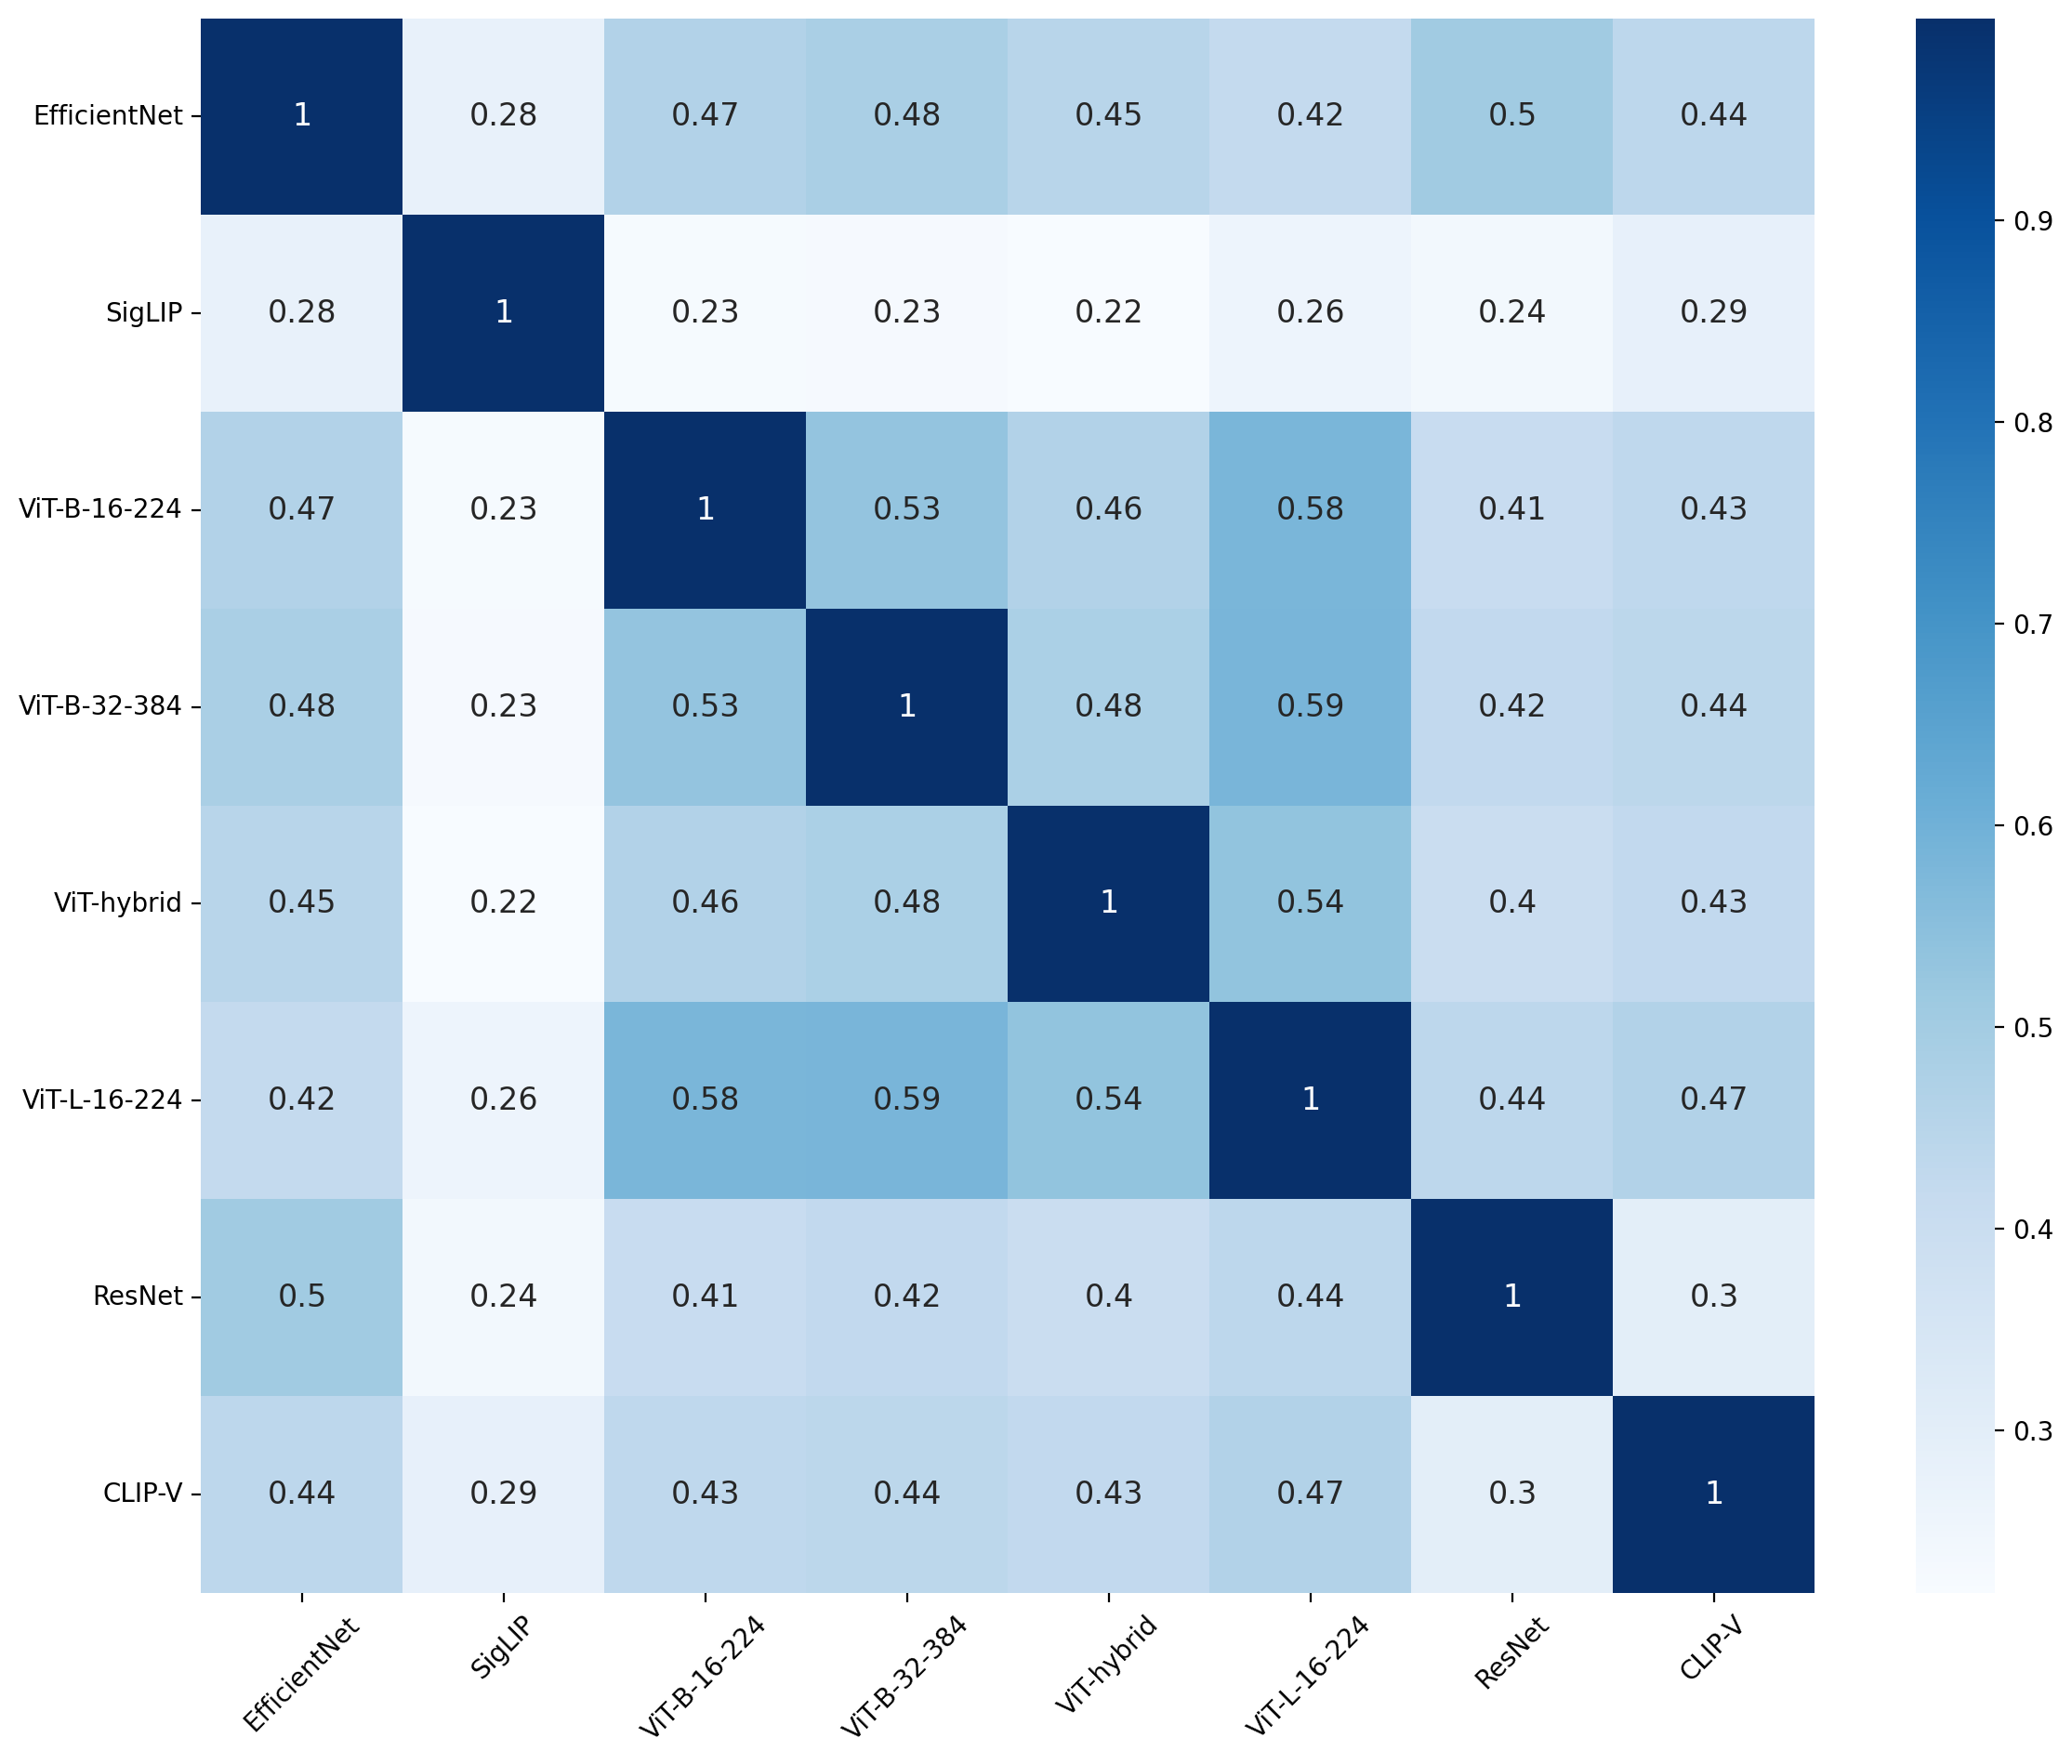 EfficientNet 1 0.28 0.47 0.48 0.45 0.42 0.5 0.44
SigLIP 0.28 1 0.23 0.23 0.22 0.26 0.24 0.29
ViT-B-16-224 0.47 0.23 1 0.53 0.46 0.58 0.41 0.43
ViT-B-32-384 0.48 0.23 0.53 1 0.48 0.59 0.42 0.44
ViT-hybrid 0.45 0.22 0.46 0.48 1 0.54 0.4 0.43
ViT-L-16-224 0.42 0.26 0.58 0.59 0.54 1 0.44 0.47
ResNet 0.5 0.24 0.41 0.42 0.4 0.44 1 0.3
CLIP-V 0.44 0.29 0.43 0.44 0.43 0.47 0.3 1
EfficientNet SigLIP ViT-B-16-224 ViT-B-32-384 ViT-hybrid ViT-L-16-224 ResNet CLIP-V
0.9
0.8
0.7
0.6
0.5
0.4
0.3